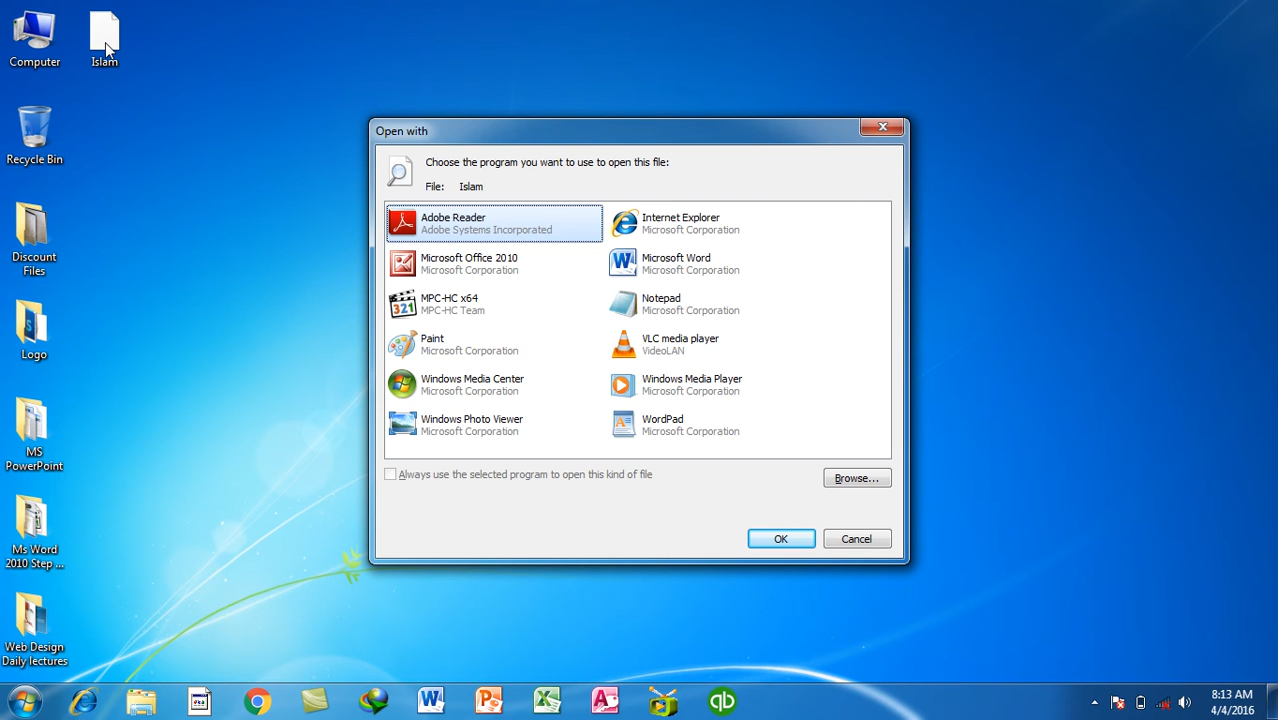 Computer
Islam
Recycle Bin
Discount
Files
Logo
MS
PowerPoint
Ms Word
2010 Step ...
Web Design
Daily lectures
Open with
Choose the program you want to use to open this file:
File: Islam
Adobe Reader
Adobe Systems Incorporated
Internet Explorer
Microsoft Corporation
Microsoft Office 2010
Microsoft Corporation
Microsoft Word
Microsoft Corporation
MPC-HC x64
MPC-HC Team
Notepad
Microsoft Corporation
Paint
Microsoft Corporation
VLC media player
VideoLAN
Windows Media Center
Microsoft Corporation
Windows Media Player
Microsoft Corporation
Windows Photo Viewer
Microsoft Corporation
WordPad
Microsoft Corporation
Always use the selected program to open this kind of file
Browse...
OK
Cancel
8:13 AM
4/4/2016